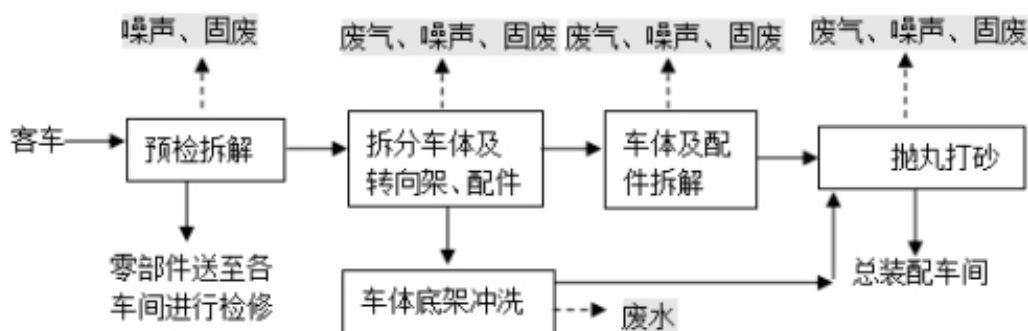 噪声、固废
废气、噪声、固废
废气、噪声、固废
废气、噪声、固废
客车
预检拆解
拆分车体及
转向架、配件
车体及配
件拆解
抛丸打砂
零部件送至各
车间进行检修
车体底架冲洗
废水
总装配车间